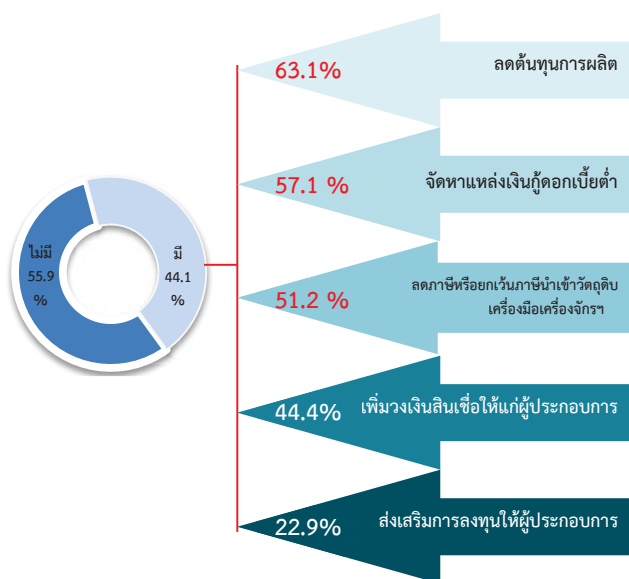 63.1%
ลดต้นทุนการผลิต
57.1 %
จัดหาแหล่งเงินกู้ดอกเบี้ยต่ำ
ไม่มี
55.9
%
มี
44.1
%
51.2 %
ลดภาษีหรือยกเว้นภาษีนำเข้าวัตถุดิบ
เครื่องมือเครื่องจักรฯ
44.4%
เพิ่มวงเงินสินเชื่อให้แก่ผู้ประกอบการ
22.9%
ส่งเสริมการลงทุนให้ผู้ประกอบการ